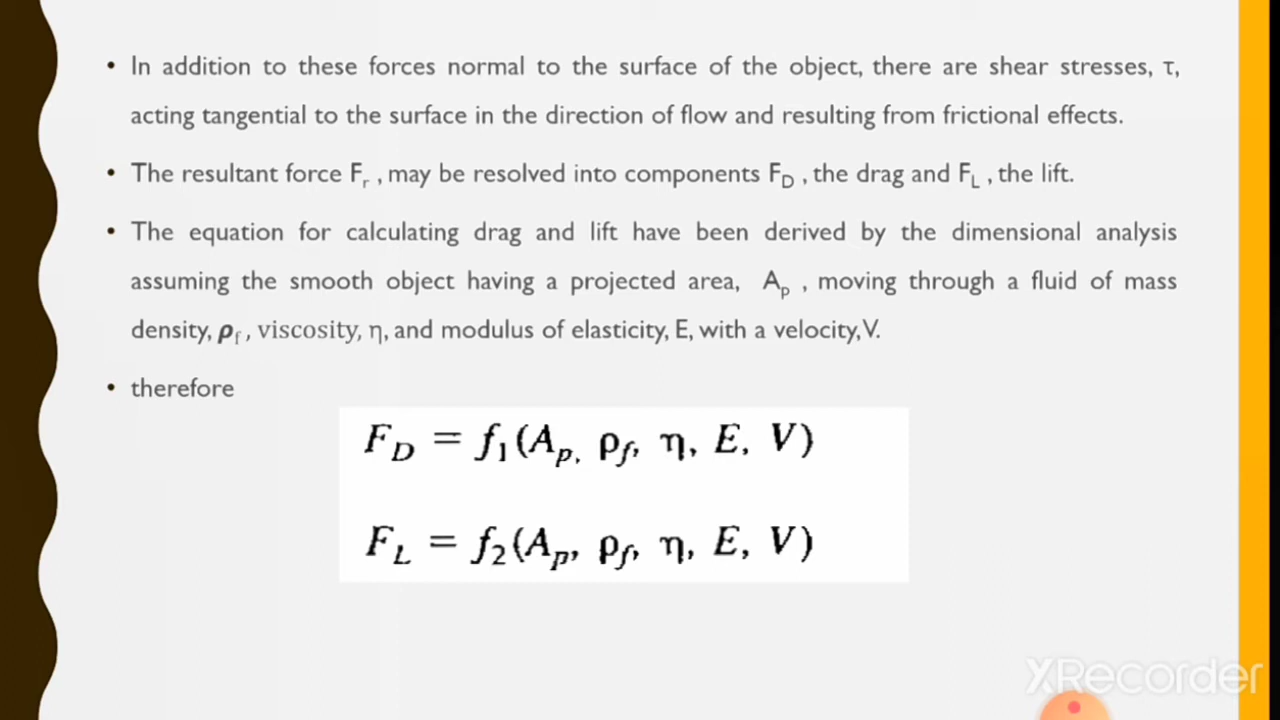 • In addition to these forces normal to the surface of the object, there are shear stresses, τ,
acting tangential to the surface in the direction of flow and resulting from frictional effects.
• The resultant force Fr , may be resolved into components FD , the drag and FL , the lift.
• The equation for calculating drag and lift have been derived by the dimensional analysis
assuming the smooth object having a projected area, Ap , moving through a fluid of mass
density, ρf , viscosity, η, and modulus of elasticity, E, with a velocity, V.
• therefore
FD = f1(Ap, ρf, η, E, V)
FL = f2(Ap, ρf, η, E, V)
XRecorder